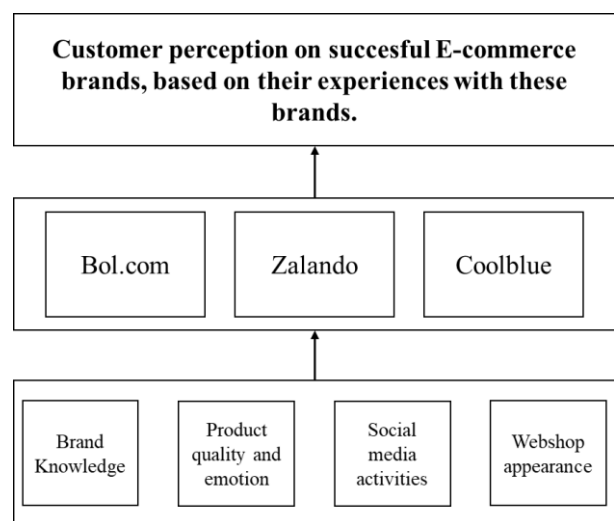 Customer perception on succesful E-commerce
brands, based on their experiences with these
brands.
Bol.com
Zalando
Coolblue
Brand
Knowledge
Product
quality and
emotion
Social
media
activities
Webshop
appearance